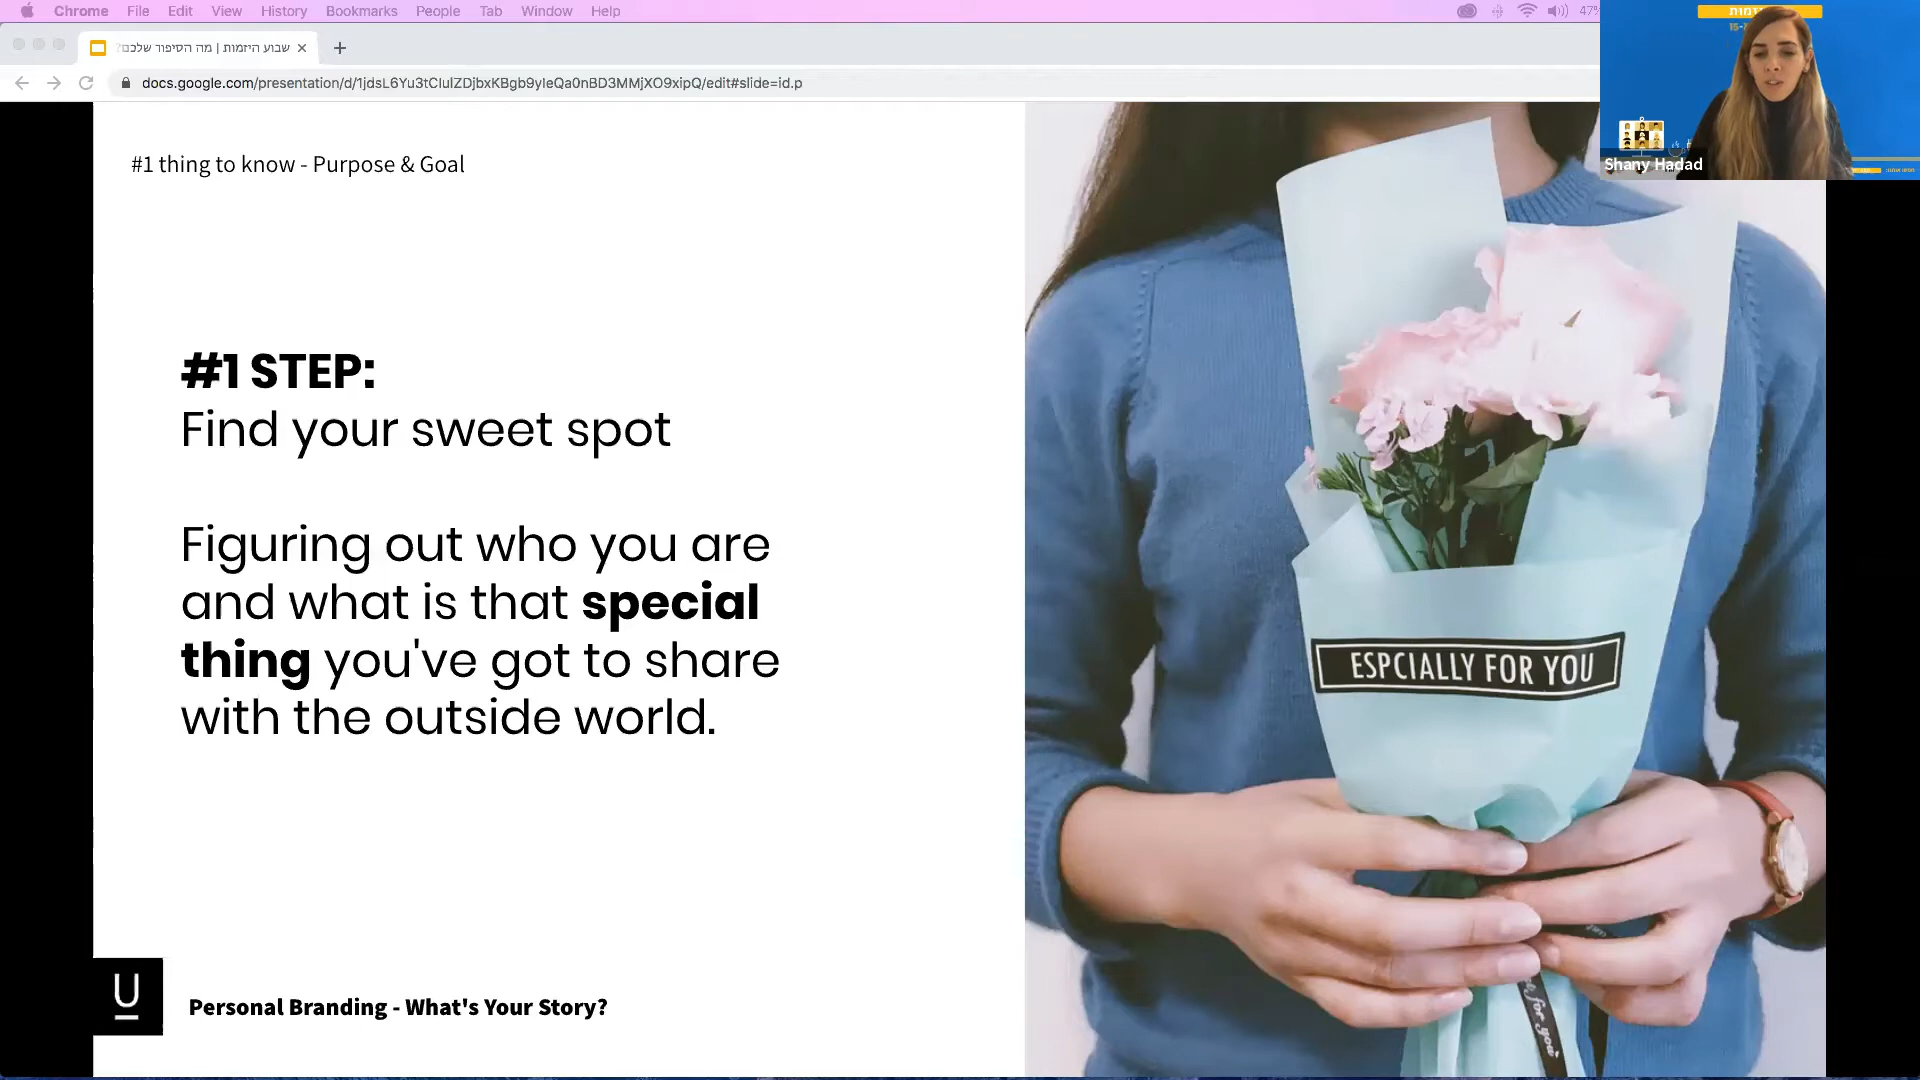 Chrome File Edit View History Bookmarks People Tab Window Help 47%
שבוע היזמות | מה הסיפור שלכם?
docs.google.com/presentation/d/1jdsL6Yu3tCIulZDjbxKBgb9yIeQa0nBD3MMjXO9xipQ/edit#slide=id.p
Shany Hadad
#1 thing to know - Purpose & Goal
#1 STEP:
Find your sweet spot
Figuring out who you are
and what is that special
thing you've got to share
with the outside world.
ESPCIALLY FOR YOU
for you
U
Personal Branding - What's Your Story?